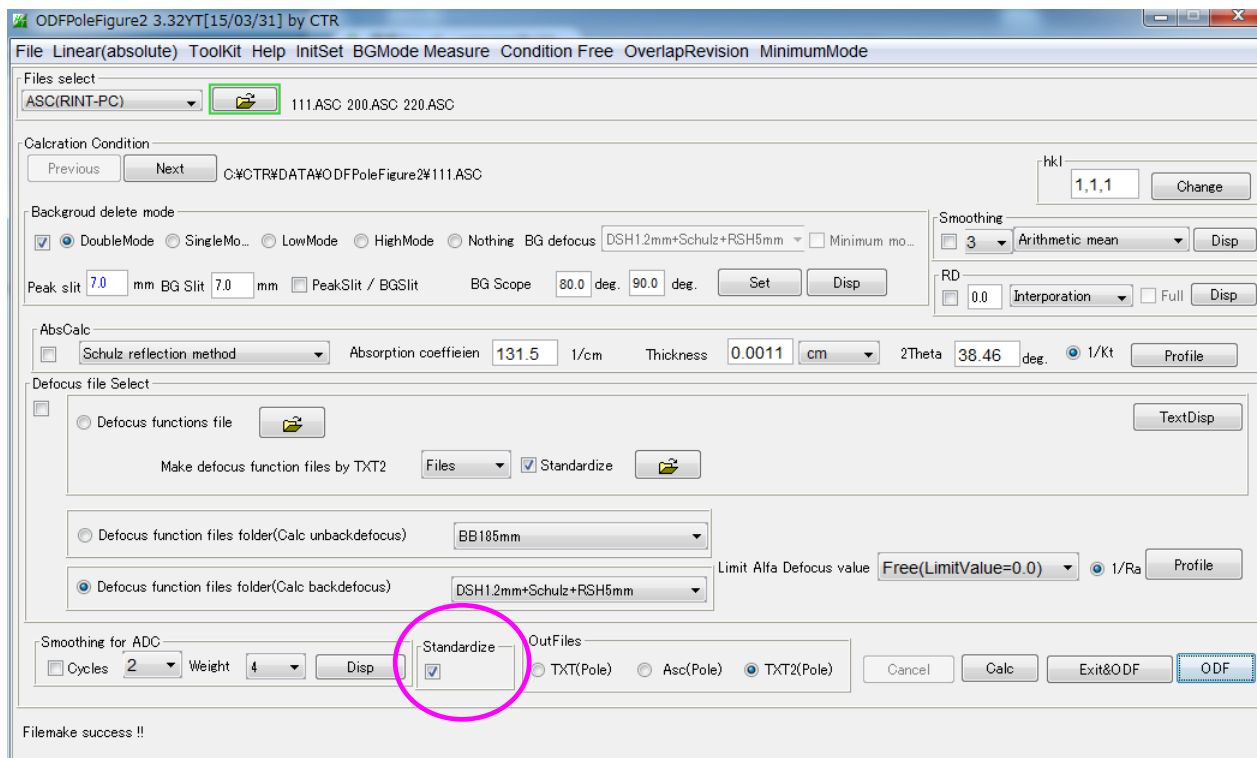 ODFPoleFigure2 3.32YT[15/03/31] by CTR
File Linear(absolute) ToolKit Help InitSet BGMode Measure Condition Free OverlapRevision MinimumMode
Files select
ASC(RINT-PC) 111.ASC 200.ASC 220.ASC
Calcration Condition
Previous Next C:¥CTR¥DATA¥ODFPoleFigure2¥111.ASC
hkl
1,1,1 Change
Backgroud delete mode
DoubleMode SingleMo... LowMode HighMode Nothing BG defocus DSH1.2mm+Schulz+RSH5mm Minimum mo...
Peak slit 7.0 mm BG Slit 7.0 mm PeakSlit / BGSlit BG Scope 80.0 deg. 90.0 deg. Set Disp
Smoothing
3 Arithmetic mean Disp
RD
0.0 Interporation Full Disp
AbsCalc
Schulz reflection method Absorption coeffieien 131.5 1/cm Thickness 0.0011 cm 2Theta 38.46 deg. 1/Kt Profile
Defocus file Select
Defocus functions file TextDisp
Make defocus function files by TXT2 Files Standardize
Defocus function files folder(Calc unbackdefocus) BB185mm
Defocus function files folder(Calc backdefocus) DSH1.2mm+Schulz+RSH5mm
Limit Alfa Defocus value Free(LimitValue=0.0) 1/Ra Profile
Smoothing for ADC
Cycles 2 Weight 4 Disp
Standardize
OutFiles
TXT(Pole) Asc(Pole) TXT2(Pole) Cancel Calc Exit&ODF ODF
Filemake success !!